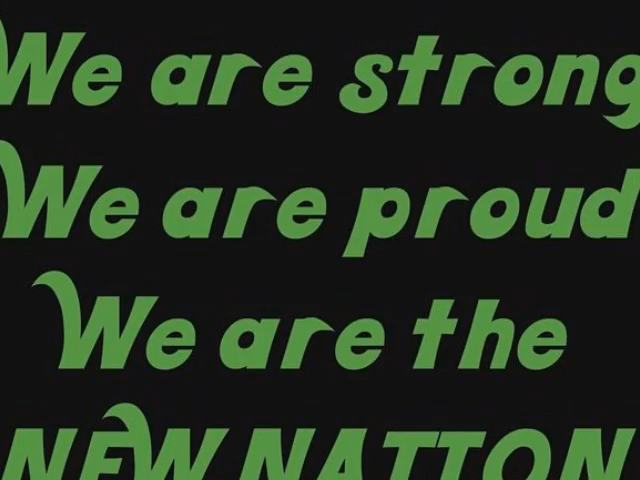 We are strong
We are proud
We are the
NEW NATION